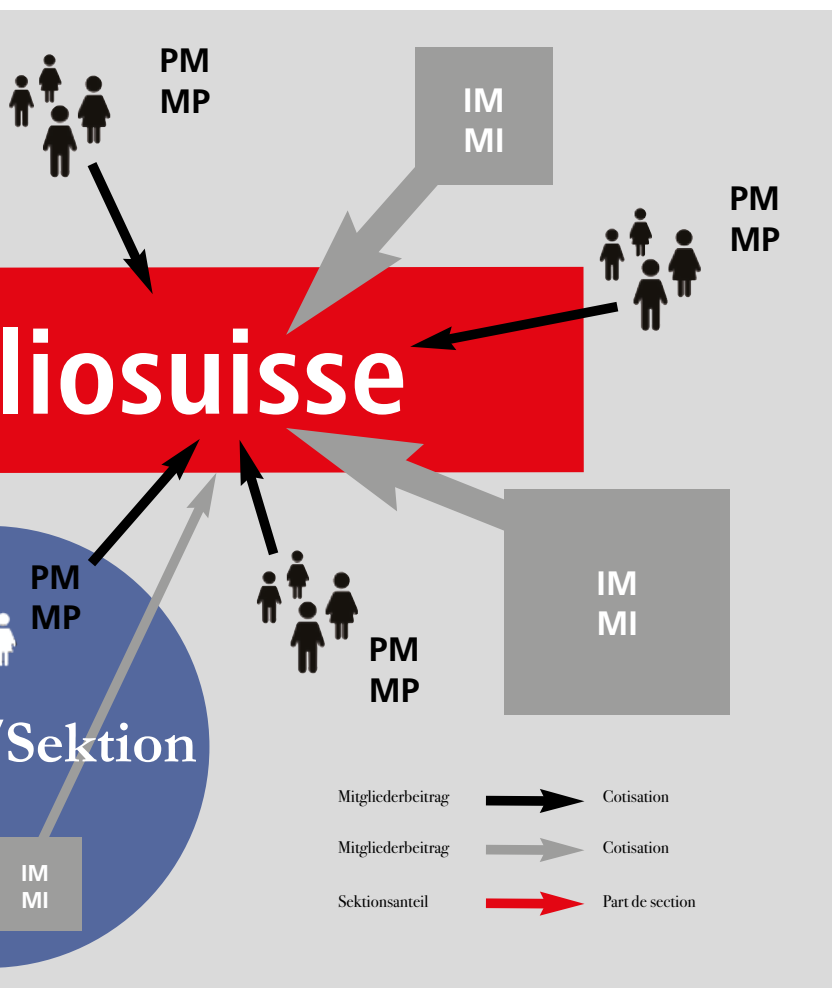 PM
MP
IM
MI
PM
MP
liosuisse
PM
MP
IM
MI
PM
MP
/Sektion
IM
MI
Mitgliederbeitrag Cotisation
Mitgliederbeitrag Cotisation
Sektionsanteil Part de section